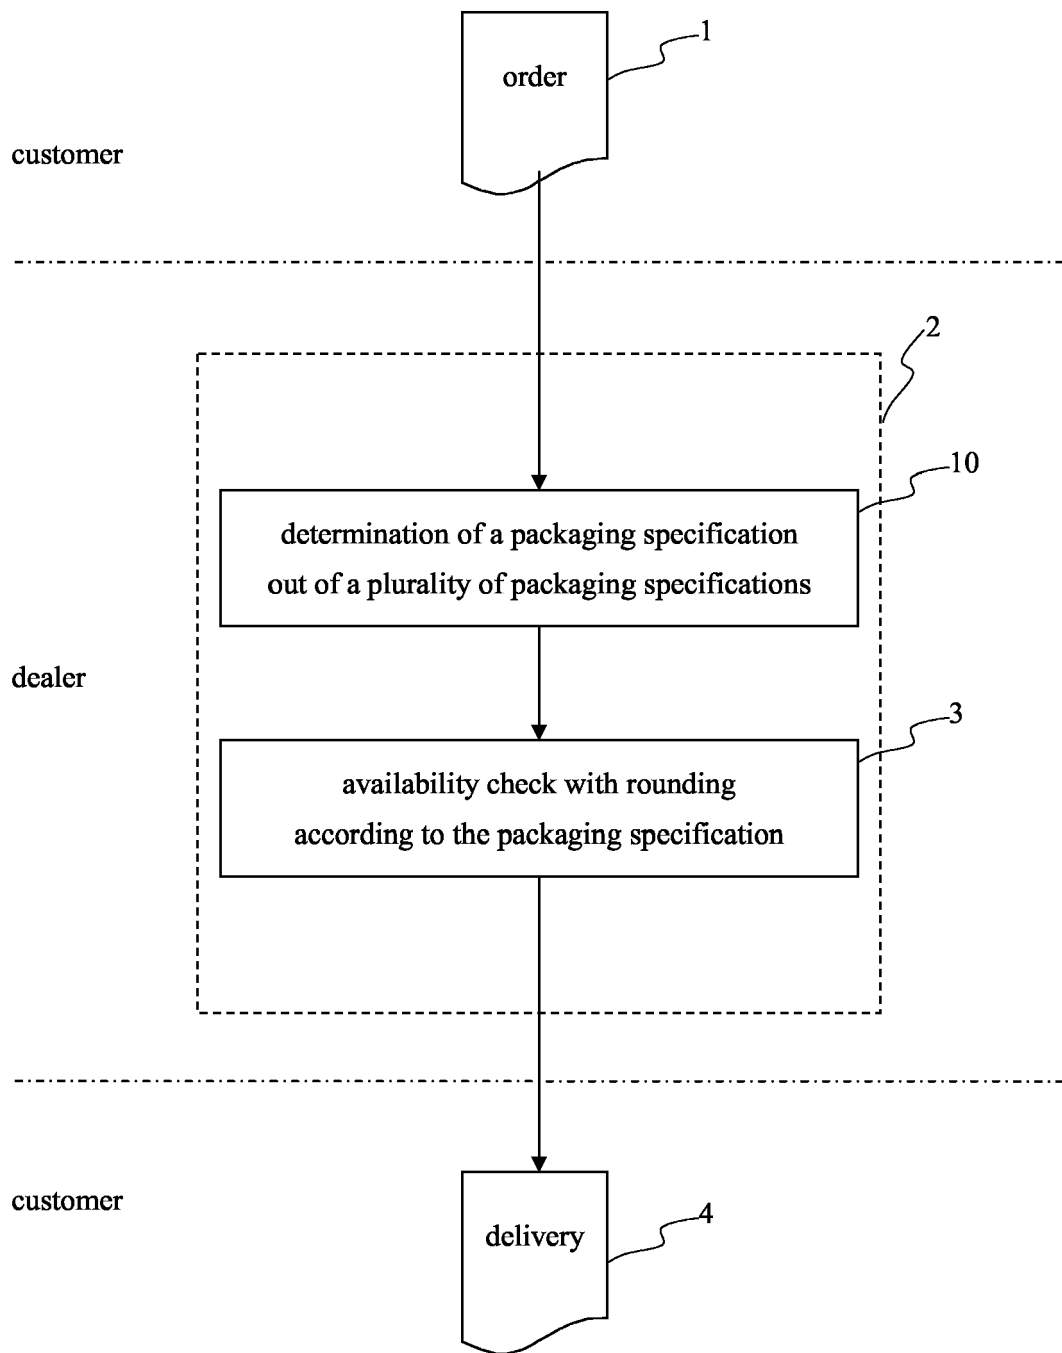 1
order
customer
2
10
determination of a packaging specification
out of a plurality of packaging specifications
dealer
3
availability check with rounding
according to the packaging specification
customer
4
delivery